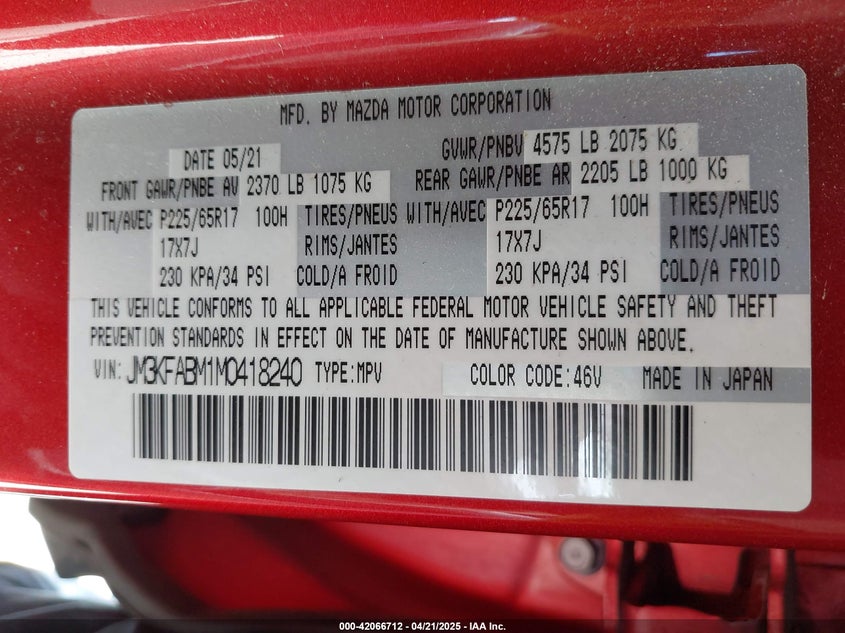 MFD. BY MAZDA MOTOR CORPORATION
DATE 05/21 GVWR/PNBV 4575 LB 2075 KG
FRONT GAWR/PNBE AV 2370 LB 1075 KG REAR GAWR/PNBE AR 2205 LB 1000 KG
WITH/AVEC P225/65R17 100H TIRES/PNEUS WITH/AVEC P225/65R17 100H TIRES/PNEUS
17X7J RIMS/JANTES 17X7J RIMS/JANTES
230 KPA/34 PSI COLD/A FROID 230 KPA/34 PSI COLD/A FROID
THIS VEHICLE CONFORMS TO ALL APPLICABLE FEDERAL MOTOR VEHICLE SAFETY AND THEFT
PREVENTION STANDARDS IN EFFECT ON THE DATE OF MANUFACTURE SHOWN ABOVE.
VIN: JM3KFABM1M0418240 TYPE:MPV COLOR CODE:46V MADE IN JAPAN
000-42066712 - 04/21/2025 - IAA Inc.